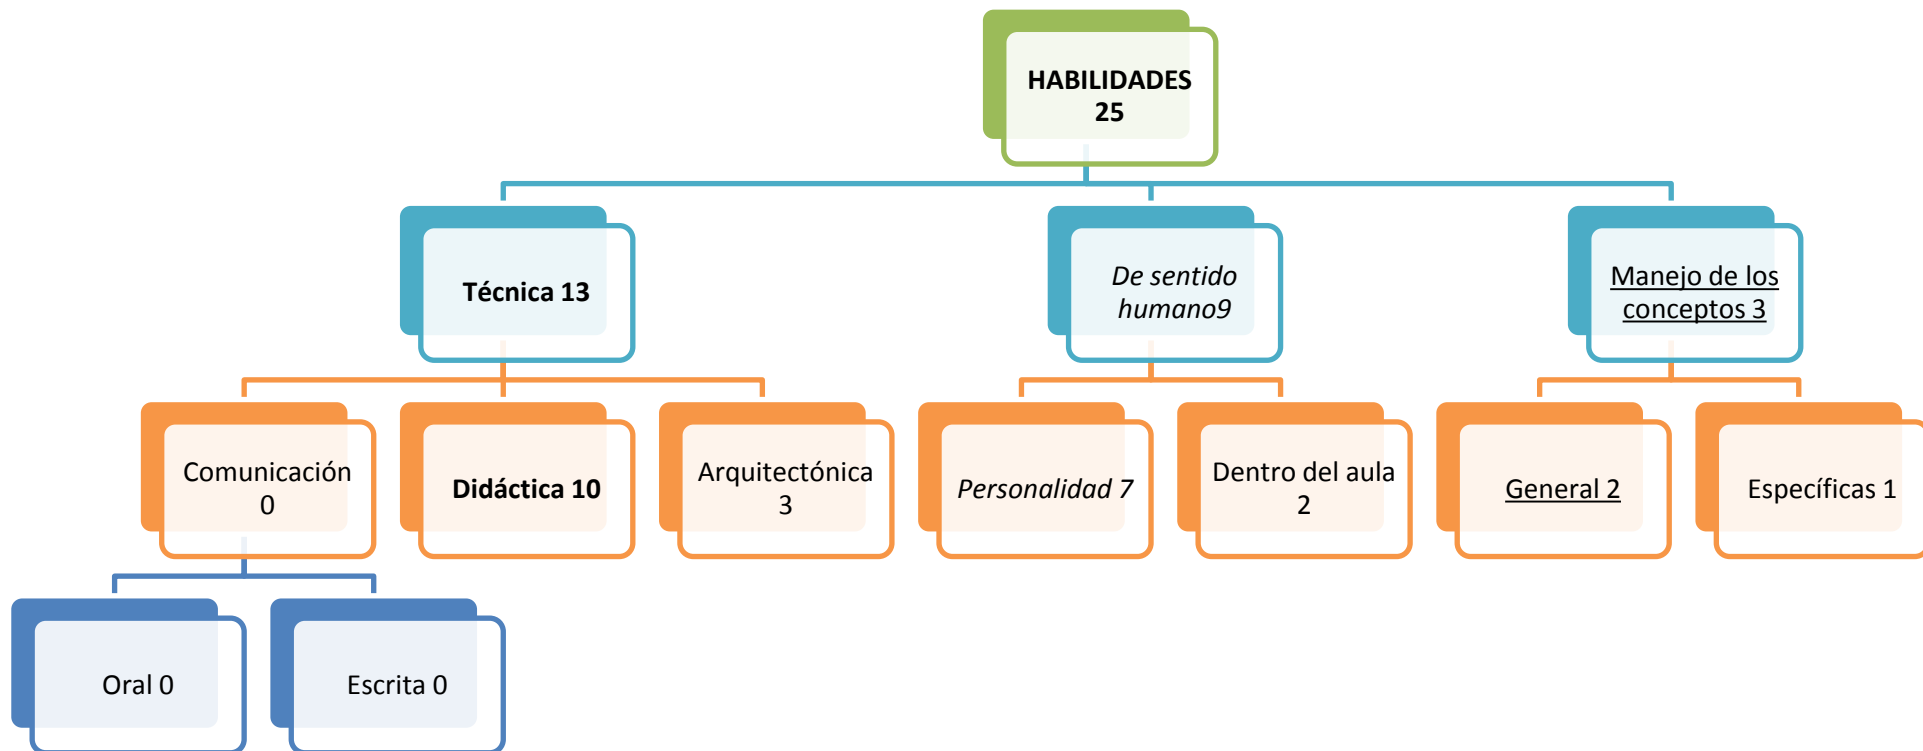 HABILIDADES
25
Técnica 13
De sentido
humano9
Manejo de los
conceptos 3
Comunicación
0
Didáctica 10
Arquitectónica
3
Personalidad 7
Dentro del aula
2
General 2
Específicas 1
Oral 0
Escrita 0